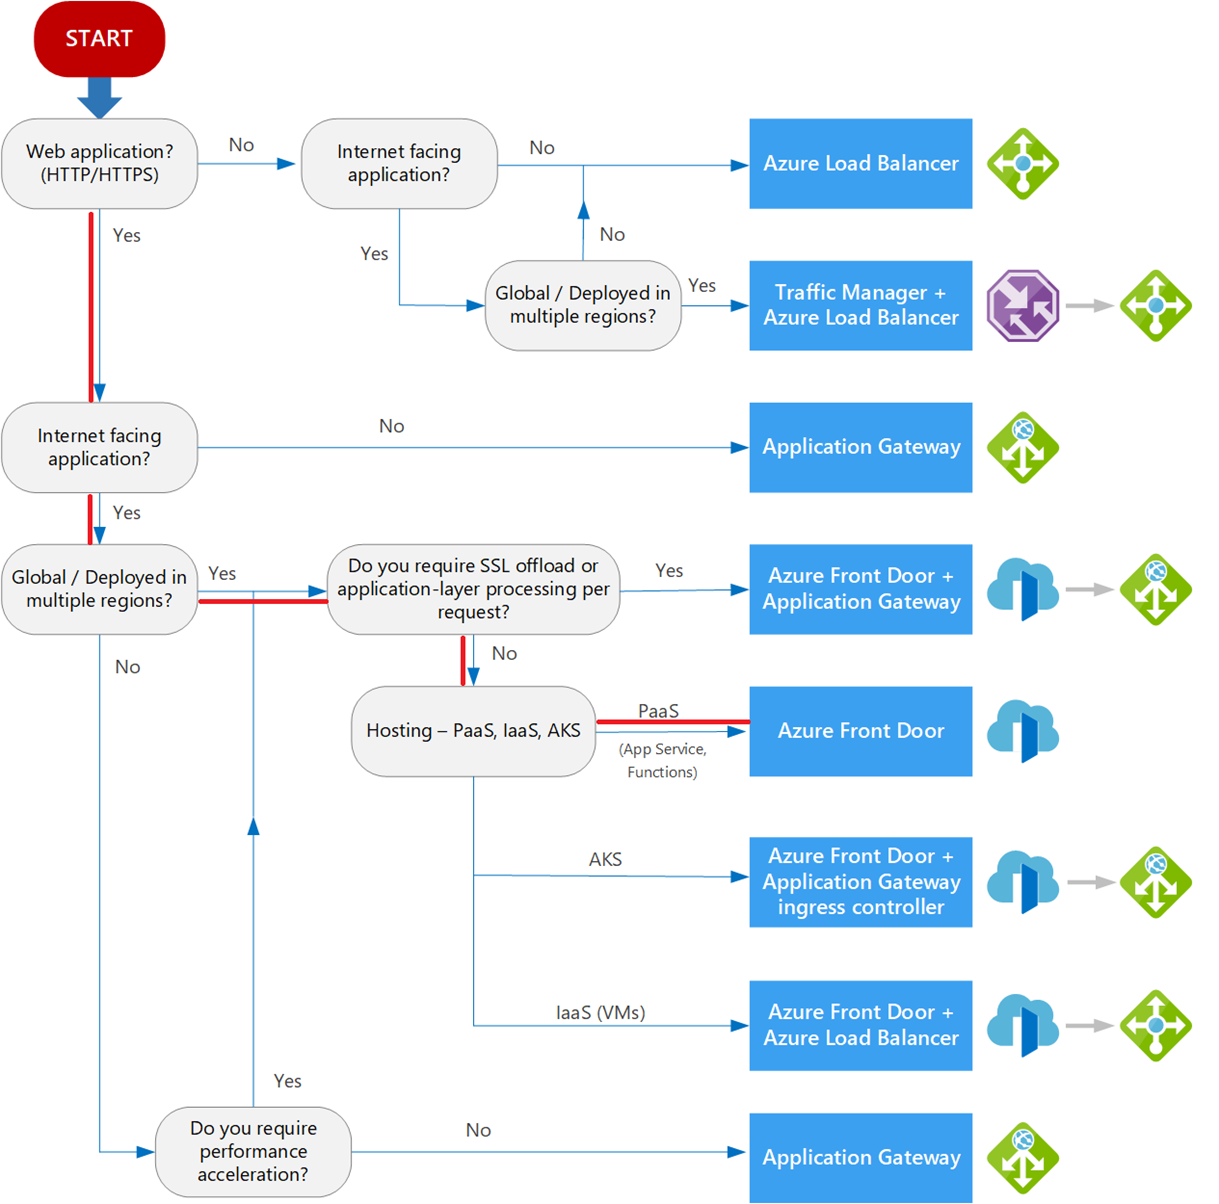 START
Web application?
(HTTP/HTTPS)
No
Internet facing
application?
No
Azure Load Balancer
Yes
Yes
No
Global / Deployed in
multiple regions?
Yes
Traffic Manager +
Azure Load Balancer
Internet facing
application?
No
Application Gateway
Yes
Global / Deployed in
multiple regions?
Yes
Do you require SSL offload or
application-layer processing per
request?
Yes
Azure Front Door +
Application Gateway
No
No
Hosting – PaaS, IaaS, AKS
PaaS
(App Service,
Functions)
Azure Front Door
AKS
Azure Front Door +
Application Gateway
ingress controller
IaaS (VMs)
Azure Front Door +
Azure Load Balancer
Yes
Do you require
performance
acceleration?
No
Application Gateway